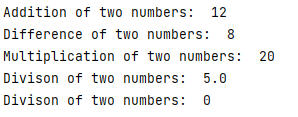 Addition of two numbers:  12
Difference of two numbers:  8
Multiplication of two numbers:  20
Divison of two numbers:  5.0
Divison of two numbers:  0